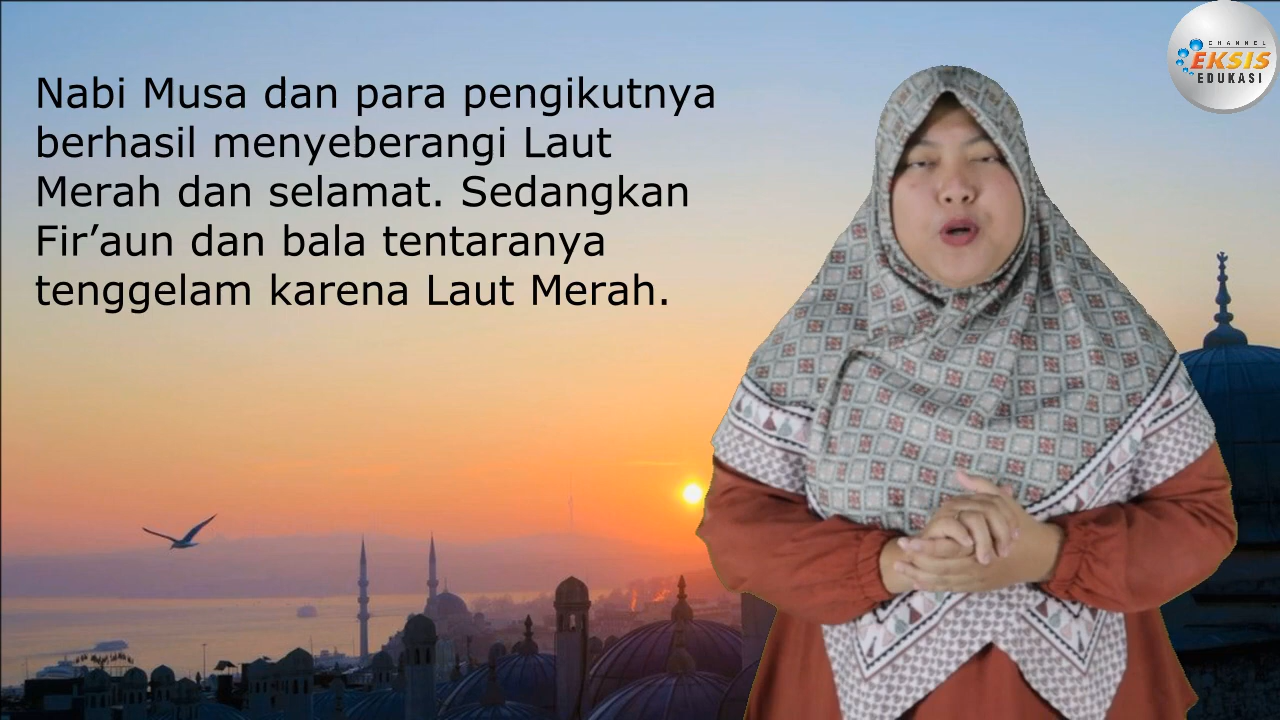 Nabi Musa dan para pengikutnya
berhasil menyeberangi Laut
Merah dan selamat. Sedangkan
Fir’aun dan bala tentaranya
tenggelam karena Laut Merah.
CHANNEL
EKSIS
EDUKASI